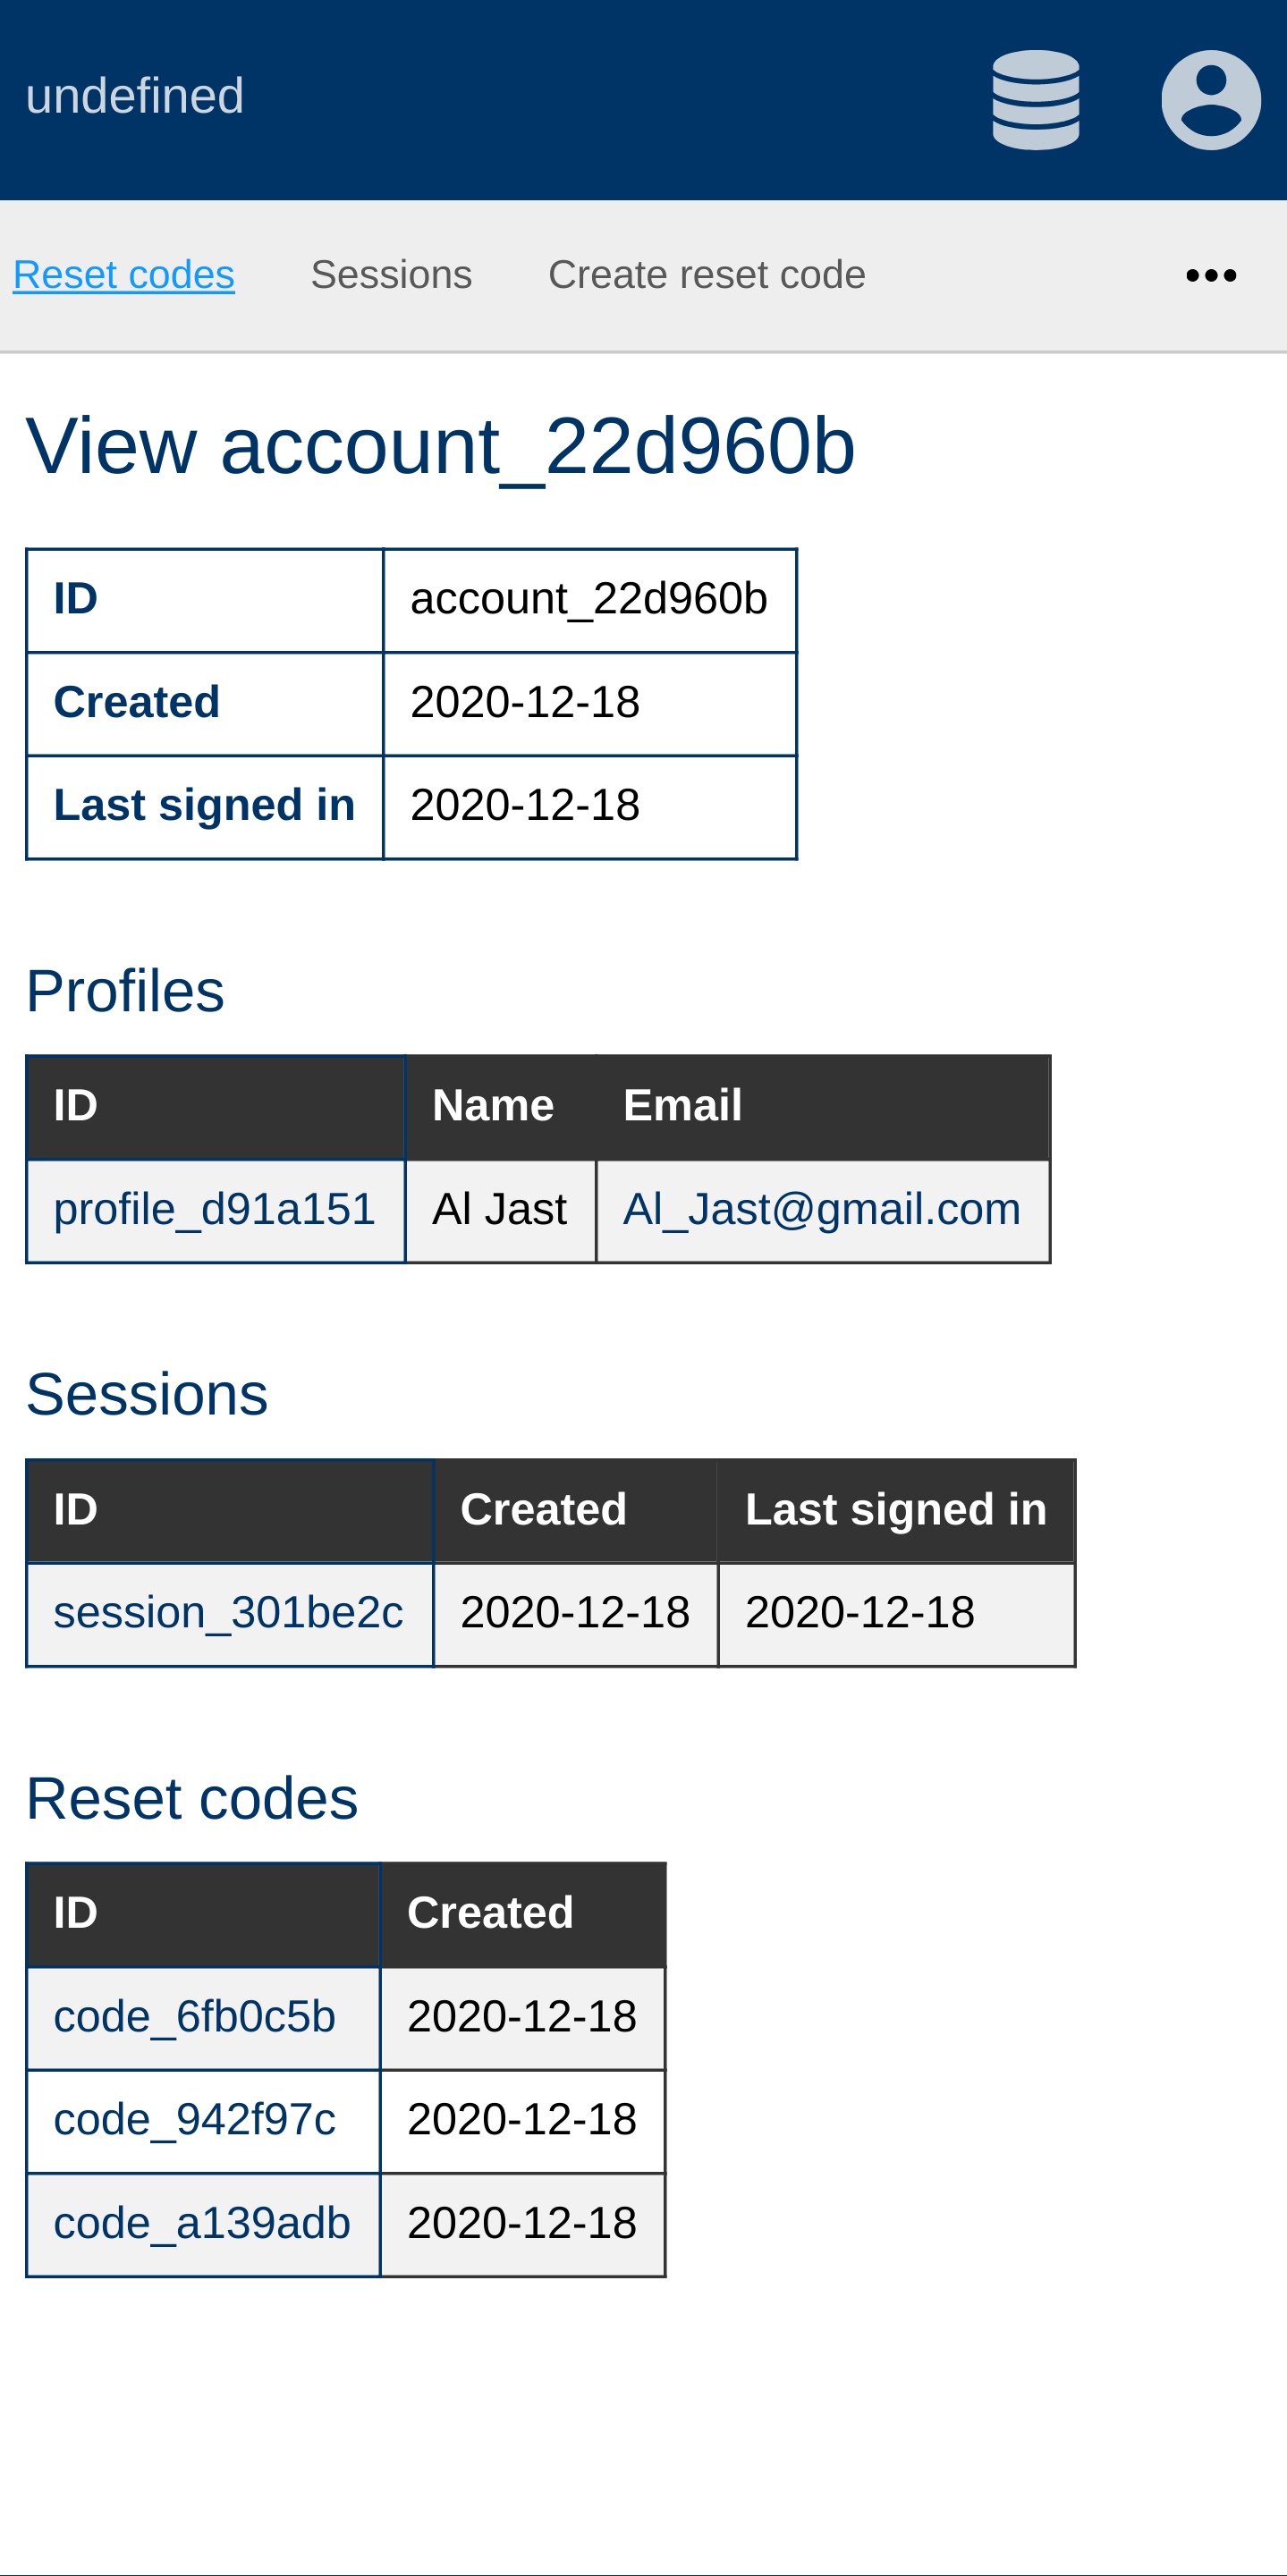 undefined
Reset codes Sessions Create reset code
View account_22d960b
ID account_22d960b
Created 2020-12-18
Last signed in 2020-12-18
Profiles
ID Name Email
profile_d91a151 Al Jast Al_Jast@gmail.com
Sessions
ID Created Last signed in
session_301be2c 2020-12-18 2020-12-18
Reset codes
ID Created
code_6fb0c5b 2020-12-18
code_942f97c 2020-12-18
code_a139adb 2020-12-18